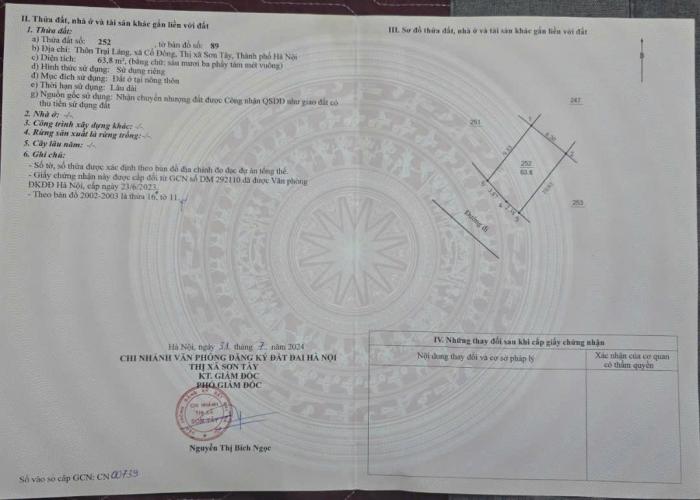 II. Thửa đất, nhà ở và tài sản khác gắn liền với đất
1. Thửa đất:
a) Thửa đất số: 252 , tờ bản đồ số: 89
b) Địa chỉ: Thôn Trại Láng, xã Cổ Đông, Thị xã Sơn Tây, Thành phố Hà Nội
c) Diện tích: 63,8 m², (bằng chữ: sáu mươi ba phẩy tám mét vuông)
d) Hình thức sử dụng: Sử dụng riêng
đ) Mục đích sử dụng: Đất ở tại nông thôn
e) Thời hạn sử dụng: Lâu dài
g) Nguồn gốc sử dụng: Nhận chuyển nhượng đất được Công nhận QSDĐ như giao đất có
thu tiền sử dụng đất
2. Nhà ở: -/-
3. Công trình xây dựng khác: -/-
4. Rừng sản xuất là rừng trồng: -/-
5. Cây lâu năm: -/-
6. Ghi chú:
- Số tờ, số thửa được xác định theo bản đồ địa chính đo đạc dự án tổng thể.
- Giấy chứng nhận này được cấp đổi từ GCN số DM 292110 đã được Văn phòng
ĐKĐĐ Hà Nội, cấp ngày 23/6/2023.
- Theo bản đồ 2002-2003 là thửa 16, tờ 11
Hà Nội, ngày 31 tháng 7 năm 2024
CHI NHÁNH VĂN PHÒNG ĐĂNG KÝ ĐẤT ĐAI HÀ NỘI
THỊ XÃ SƠN TÂY
KT. GIÁM ĐỐC
PHÓ GIÁM ĐỐC
CHI NHÁNH
THỊ XÃ
SƠN TÂY
Nguyễn Thị Bích Ngọc
Số vào sổ cấp GCN: CN 00739
III. Sơ đồ thửa đất, nhà ở và tài sản khác gắn liền với đất
B
247
251
252
63.8
253
Đường đi
IV. Những thay đổi sau khi cấp giấy chứng nhận
Nội dung thay đổi và cơ sở pháp lý
Xác nhận của cơ quan
có thẩm quyền